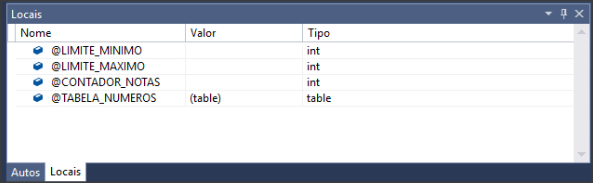 Locais
Nome Valor Tipo
@LIMITE_MINIMO int
@LIMITE_MAXIMO int
@CONTADOR_NOTAS int
@TABELA_NUMEROS (table) table
Autos Locais